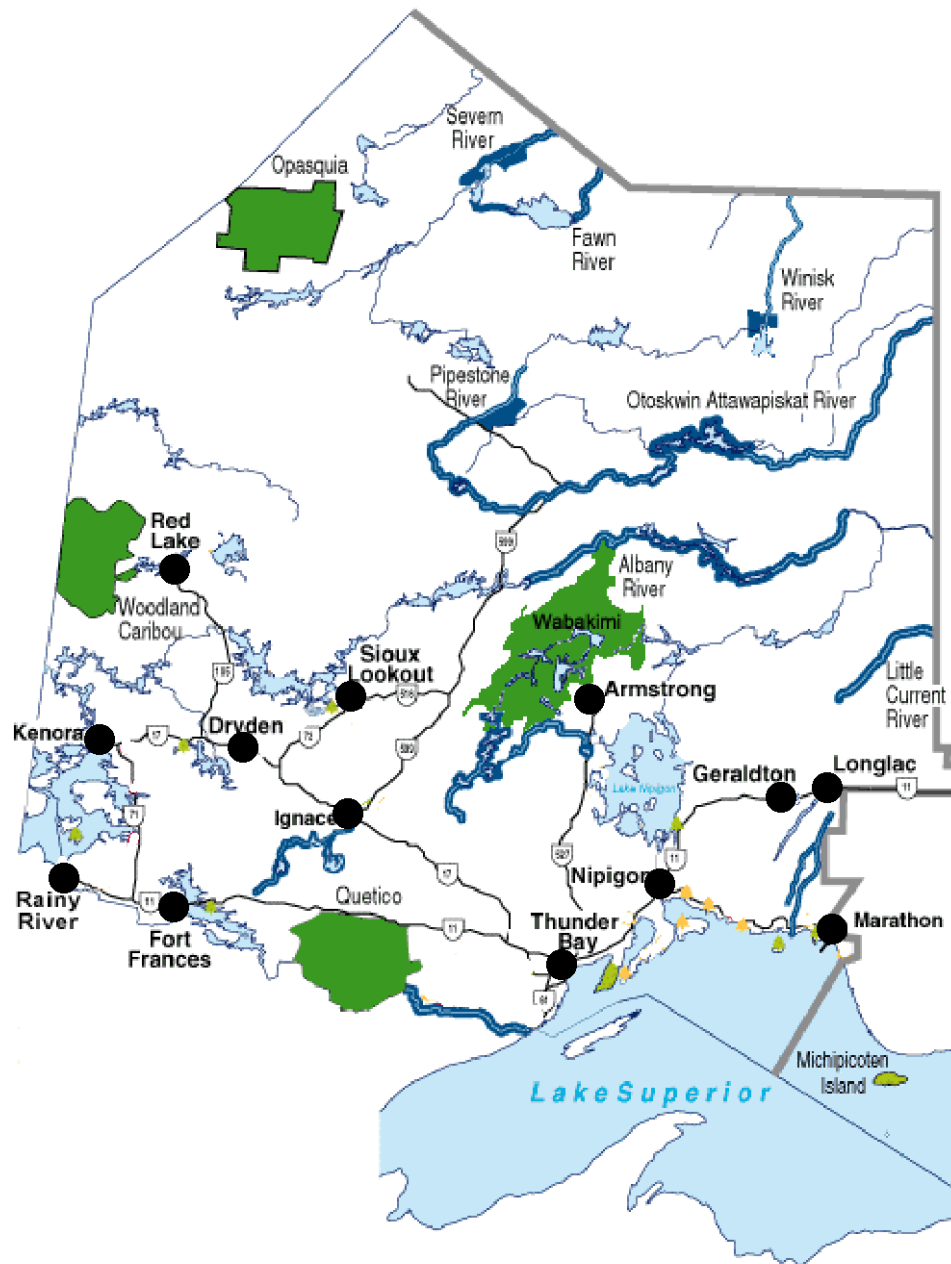 Severn
River
Opasquia
Fawn
River
Winisk
River
Pipestone
River
Otoskwin Attawapiskat River
Red
Lake
599
Albany
River
Woodland
Caribou
Wabakimi
Sioux
Lookout
105
516
Armstrong
Little
Current
River
Kenora
17
Dryden
72
599
Lake Nipigon
Geraldton
Longlac
11
71
Ignace
527
11
17
Nipigon
Rainy
River
11
Fort
Frances
Quetico
11
Thunder
Bay
Marathon
61
Michipicoten
Island
Lake Superior